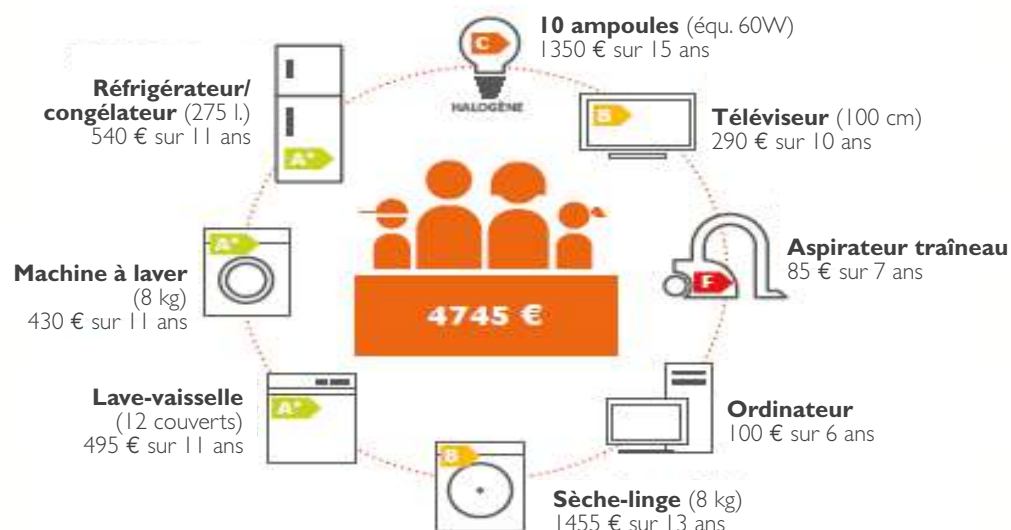 10 ampoules (équ. 60W)
1350 € sur 15 ans
C
HALOGÈNE
Réfrigérateur/
congélateur (275 l.)
540 € sur 11 ans
A+
B
Téléviseur (100 cm)
290 € sur 10 ans
Machine à laver
(8 kg)
430 € sur 11 ans
A+
F
Aspirateur traîneau
85 € sur 7 ans
4745 €
Lave-vaisselle
(12 couverts)
495 € sur 11 ans
A+
Ordinateur
100 € sur 6 ans
B
Sèche-linge (8 kg)
1455 € sur 13 ans